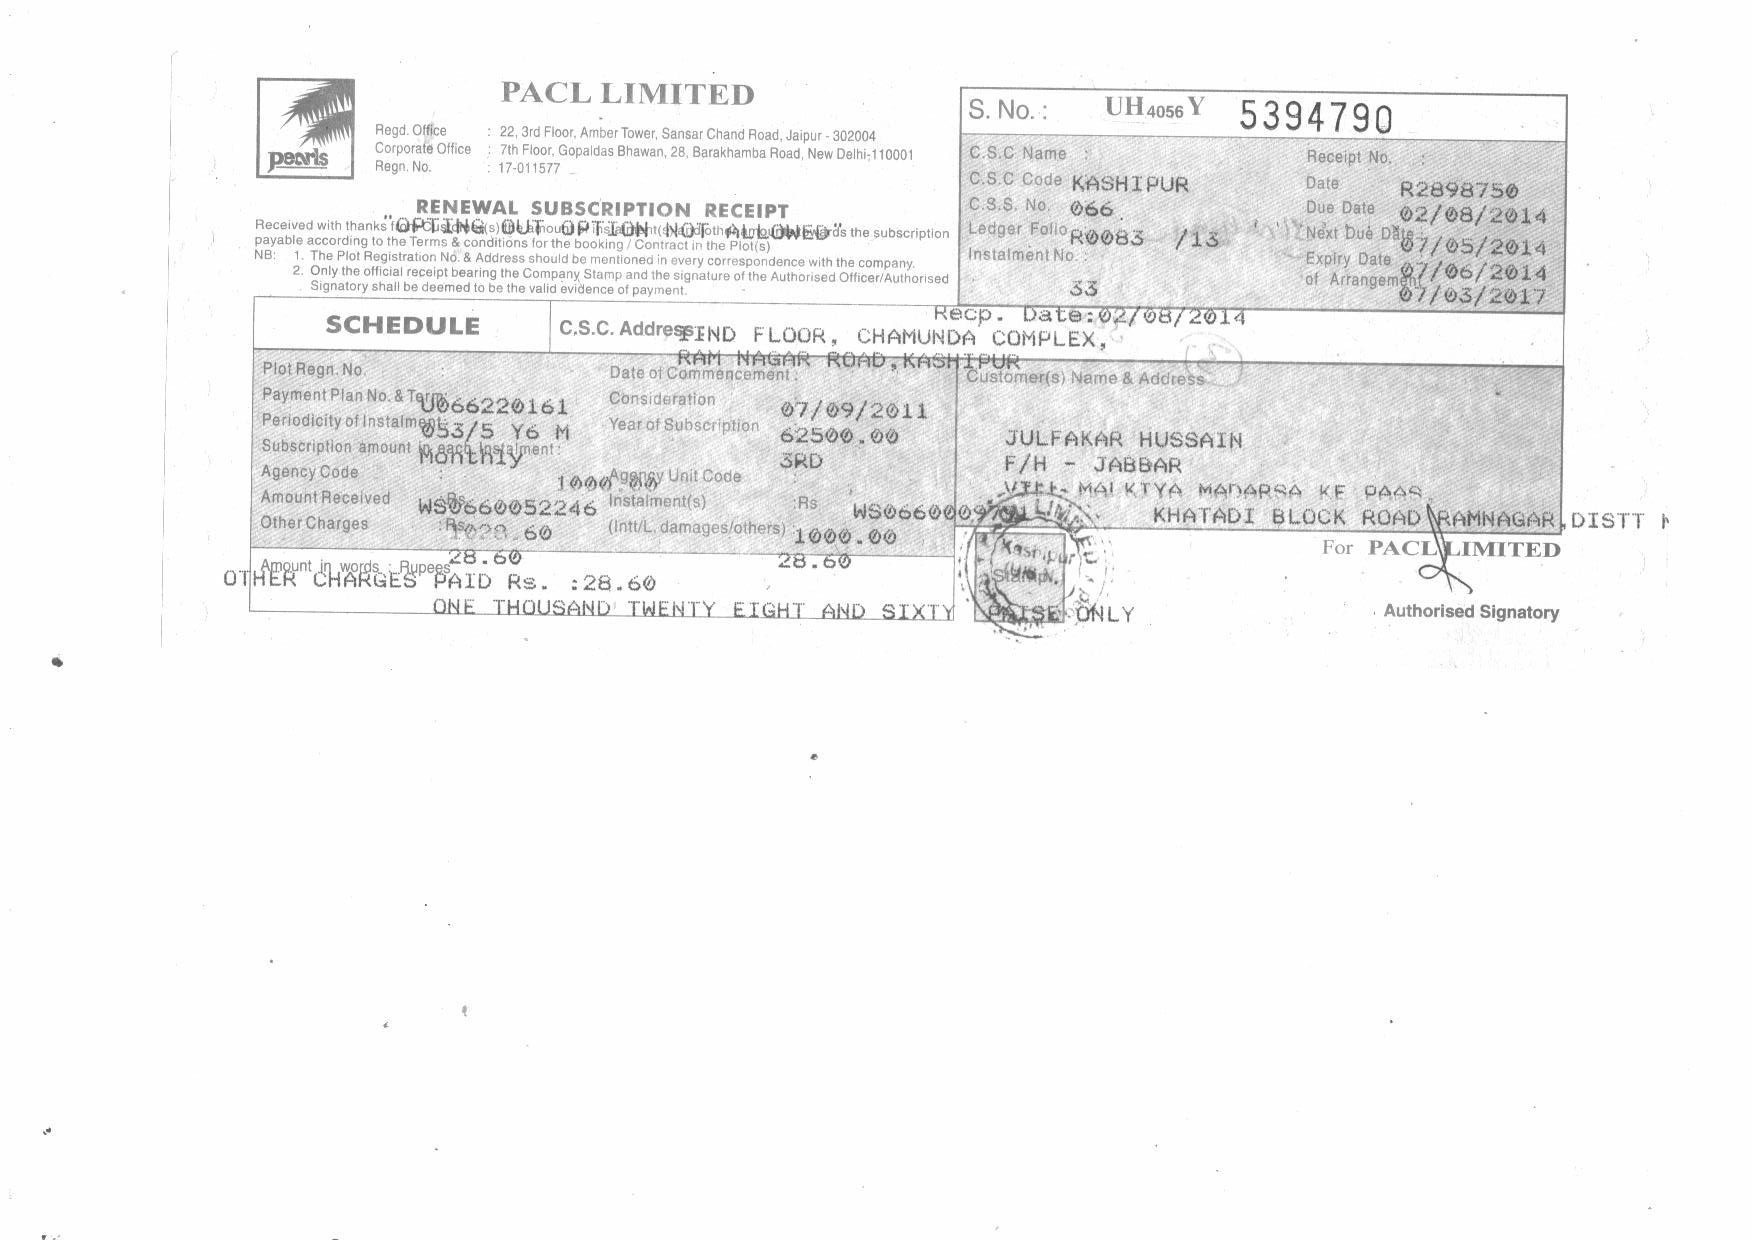 PACL LIMITED
pearls
Regd. Office : 22, 3rd Floor, Amber Tower, Sansar Chand Road, Jaipur - 302004
Corporate Office : 7th Floor, Gopaldas Bhawan, 28, Barakhamba Road, New Delhi-110001
Regn. No. : 17-011577
RENEWAL SUBSCRIPTION RECEIPT
"OPTING OUT OPTION NOT ALLOWED"
Received with thanks from Customer(s) the amount of instalment(s) and other amount towards the subscription
payable according to the Terms & conditions for the booking / Contract in the Plot(s)
NB: 1. The Plot Registration No. & Address should be mentioned in every correspondence with the company.
2. Only the official receipt bearing the Company Stamp and the signature of the Authorised Officer/Authorised
Signatory shall be deemed to be the valid evidence of payment.
S. No. : UH4056Y 5394790
C.S.C Name :
C.S.C Code KASHIPUR
C.S.S. No. 066
Ledger Folio R0083 /13
Instalment No. :
33
Receipt No. :
Date R2898750
Due Date 02/08/2014
Next Due Date 07/05/2014
Expiry Date 07/06/2014
of Arrangement 07/03/2017
Recp. Date:02/08/2014
SCHEDULE
C.S.C. Address IND FLOOR, CHAMUNDA COMPLEX,
RAM NAGAR ROAD,KASHIPUR
Plot Regn. No.
Payment Plan No. & Term U066220161
Periodicity of Instalment 053/5 Y6 M
Subscription amount in each Instalment : Monthly
Agency Code 1000.00
Amount Received Rs. WS0660052246
Other Charges :Rs. 1028.60
28.60
Date of Commencement :
Consideration 07/09/2011
Year of Subscription 62500.00
3RD
Agency Unit Code :
Instalment(s) :Rs
(Intt/L. damages/others) : 1000.00
28.60
Customer(s) Name & Address
JULFAKAR HUSSAIN
F/H - JABBAR
VILL- MALKIYA MADARSA KE PAAS
KHATADI BLOCK ROAD RAMNAGAR,DISTT
For PACL LIMITED
Amount in words : Rupees
OTHER CHARGES PAID Rs. :28.60
ONE THOUSAND TWENTY EIGHT AND SIXTY PAISE ONLY
Kashipur
Stamp
Authorised Signatory